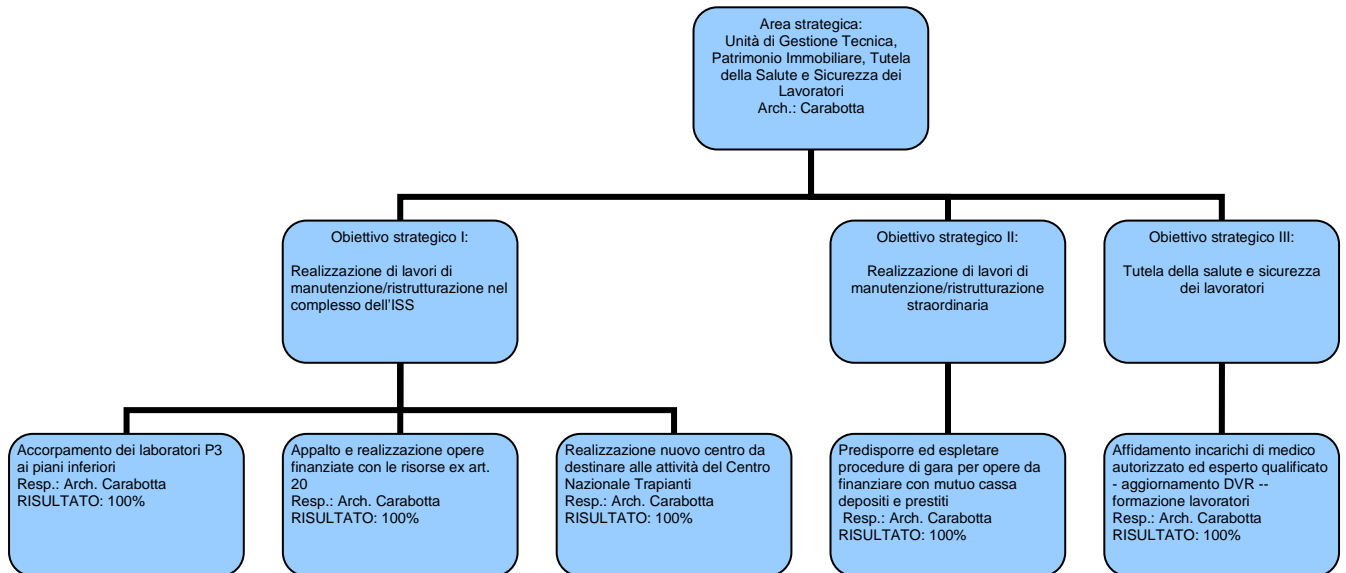 Area strategica:
Unità di Gestione Tecnica,
Patrimonio Immobiliare, Tutela
della Salute e Sicurezza dei
Lavoratori
Arch.: Carabotta
Obiettivo strategico I:
Realizzazione di lavori di
manutenzione/ristrutturazione nel
complesso dell'ISS
Obiettivo strategico II:
Realizzazione di lavori di
manutenzione/ristrutturazione
straordinaria
Obiettivo strategico III:
Tutela della salute e sicurezza
dei lavoratori
Accorpamento dei laboratori P3
ai piani inferiori
Resp.: Arch. Carabotta
RISULTATO: 100%
Appalto e realizzazione opere
finanziate con le risorse ex art.
20
Resp.: Arch. Carabotta
RISULTATO: 100%
Realizzazione nuovo centro da
destinare alle attività del Centro
Nazionale Trapianti
Resp.: Arch. Carabotta
RISULTATO: 100%
Predisporre ed espletare
procedure di gara per opere da
finanziare con mutuo cassa
depositi e prestiti
Resp.: Arch. Carabotta
RISULTATO: 100%
Affidamento incarichi di medico
autorizzato ed esperto qualificato
- aggiornamento DVR --
formazione lavoratori
Resp.: Arch. Carabotta
RISULTATO: 100%